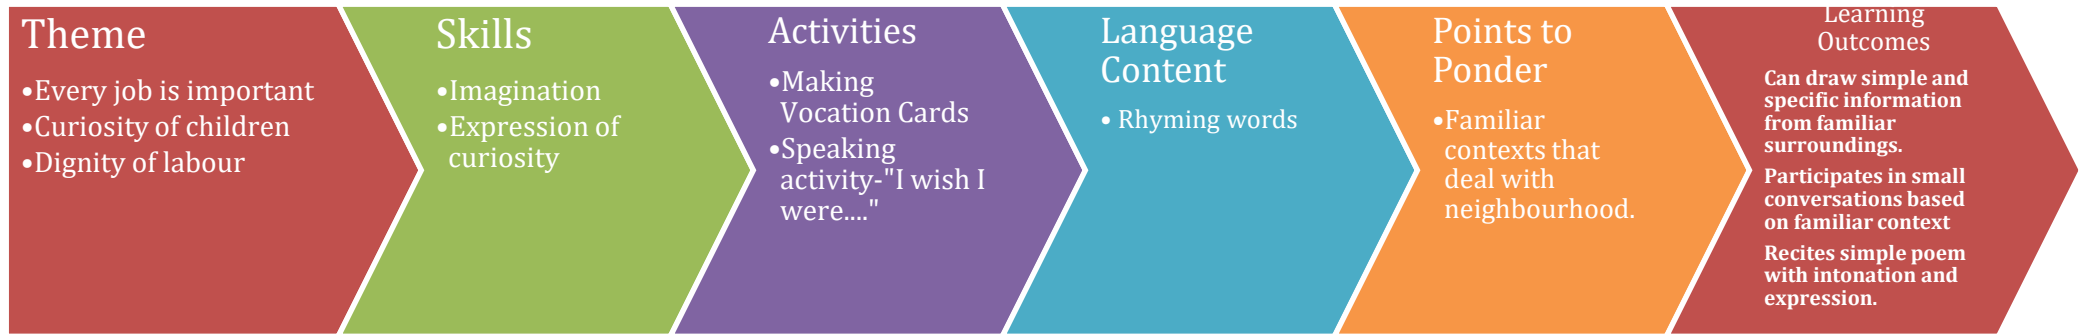 Theme
•Every job is important
•Curiosity of children
•Dignity of labour
Skills
•Imagination
•Expression of
curiosity
Activities
•Making
Vocation Cards
•Speaking
activity-"I wish I
were...."
Language
Content
• Rhyming words
Points to
Ponder
•Familiar
contexts that
deal with
neighbourhood.
Learning
Outcomes
Can draw simple and
specific information
from familiar
surroundings.
Participates in small
conversations based
on familiar context
Recites simple poem
with intonation and
expression.